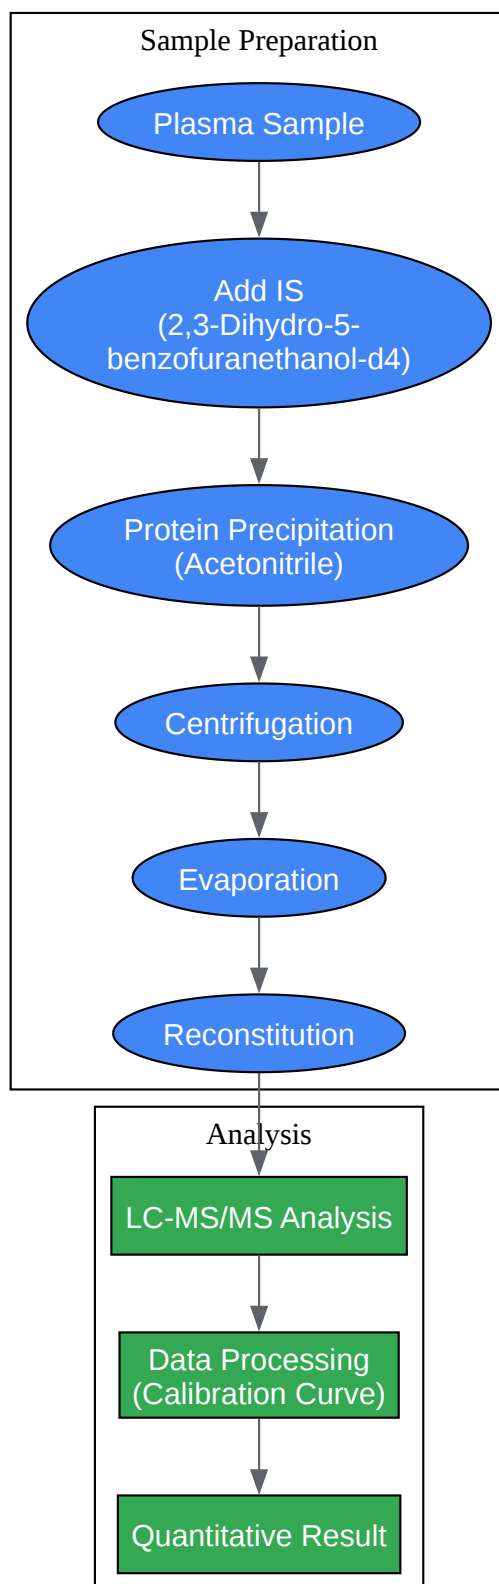 Sample Preparation
Plasma Sample
Add IS
(2,3-Dihydro-5-
benzofuranethanol-d4)
Protein Precipitation
(Acetonitrile)
Centrifugation
Evaporation
Reconstitution
Analysis
LC-MS/MS Analysis
Data Processing
(Calibration Curve)
Quantitative Result